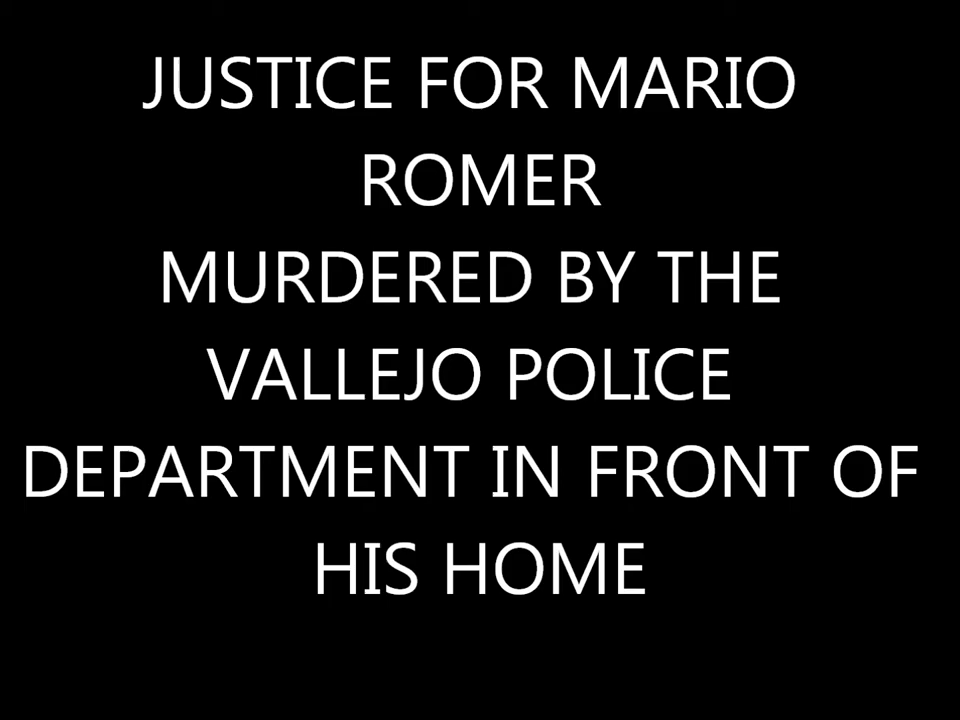 JUSTICE FOR MARIO
ROMER
MURDERED BY THE
VALLEJO POLICE
DEPARTMENT IN FRONT OF
HIS HOME